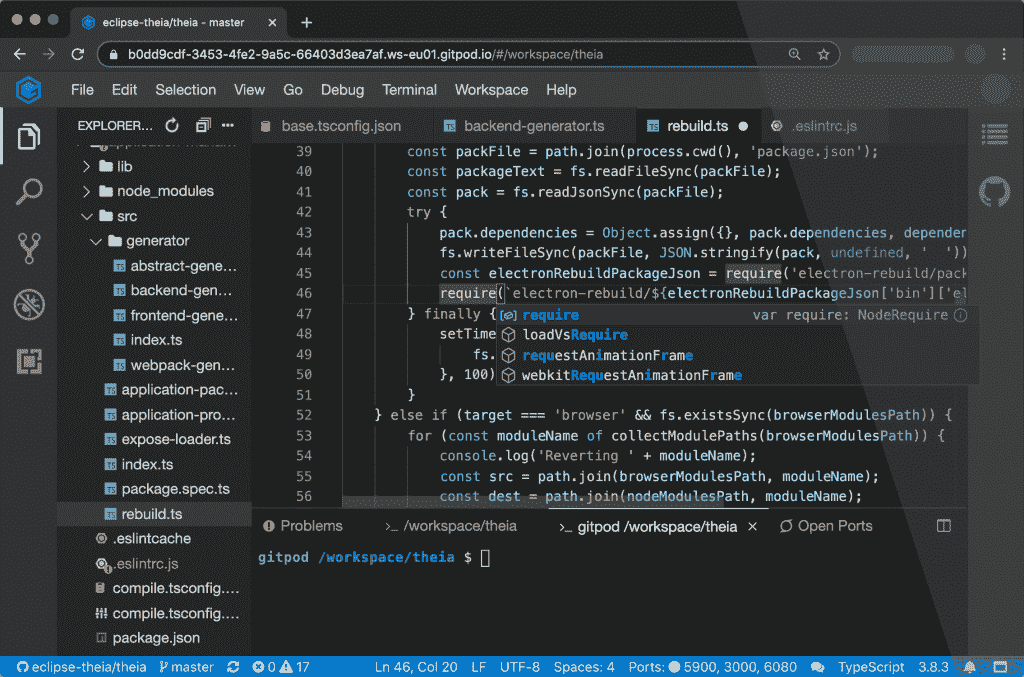 eclipse-theia/theia - master
b0dd9cdf-3453-4fe2-9a5c-66403d3ea7af.ws-eu01.gitpod.io/#/workspace/theia
File Edit Selection View Go Debug Terminal Workspace Help
EXPLORER...
base.tsconfig.json backend-generator.ts rebuild.ts .eslintrc.js
lib
node_modules
src
generator
abstract-gene...
backend-gen...
frontend-gene...
index.ts
webpack-gen...
application-pac...
application-pro...
expose-loader.ts
index.ts
package.spec.ts
rebuild.ts
.eslintcache
.eslintrc.js
compile.tsconfig....
compile.tsconfig....
package.json
39 const packFile = path.join(process.cwd(), 'package.json');
40 const packageText = fs.readFileSync(packFile);
41 const pack = fs.readJsonSync(packFile);
42 try {
43 pack.dependencies = Object.assign({}, pack.dependencies, depender
44 fs.writeFileSync(packFile, JSON.stringify(pack, undefined, '  '))
45 const electronRebuildPackageJson = require('electron-rebuild/pack
46 require(`electron-rebuild/${electronRebuildPackageJson['bin']['el
47 } finally {
48 setTime
49 fs.
50 }, 100)
51 }
52 } else if (target === 'browser' && fs.existsSync(browserModulesPath)) {
53 for (const moduleName of collectModulePaths(browserModulesPath)) {
54 console.log('Reverting ' + moduleName);
55 const src = path.join(browserModulesPath, moduleName);
56 const dest = path.join(nodeModulesPath, moduleName);
require var require: NodeRequire
loadVsRequire
requestAnimationFrame
webkitRequestAnimationFrame
Problems >_ /workspace/theia >_ gitpod /workspace/theia Open Ports
gitpod /workspace/theia $
eclipse-theia/theia master 0 17 Ln 46, Col 20 LF UTF-8 Spaces: 4 Ports: 5900, 3000, 6080 TypeScript 3.8.3